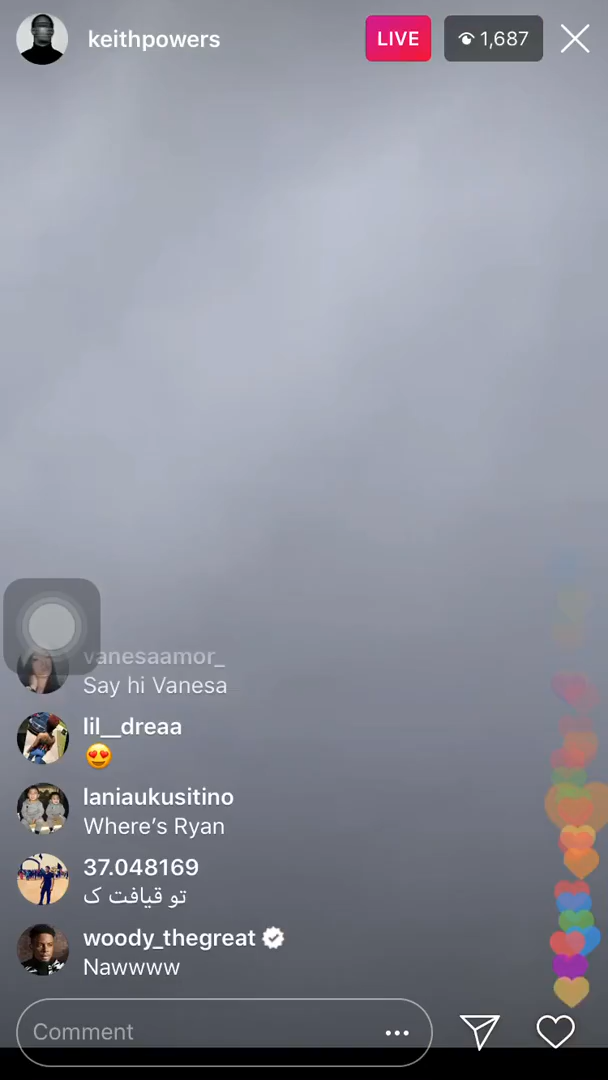 keithpowers
LIVE
1,687
vanesaamor_
Say hi Vanesa
lil__dreaa
😍
laniaukusitino
Where’s Ryan
37.048169
تو قیافت ک
woody_thegreat
Nawwww
Comment